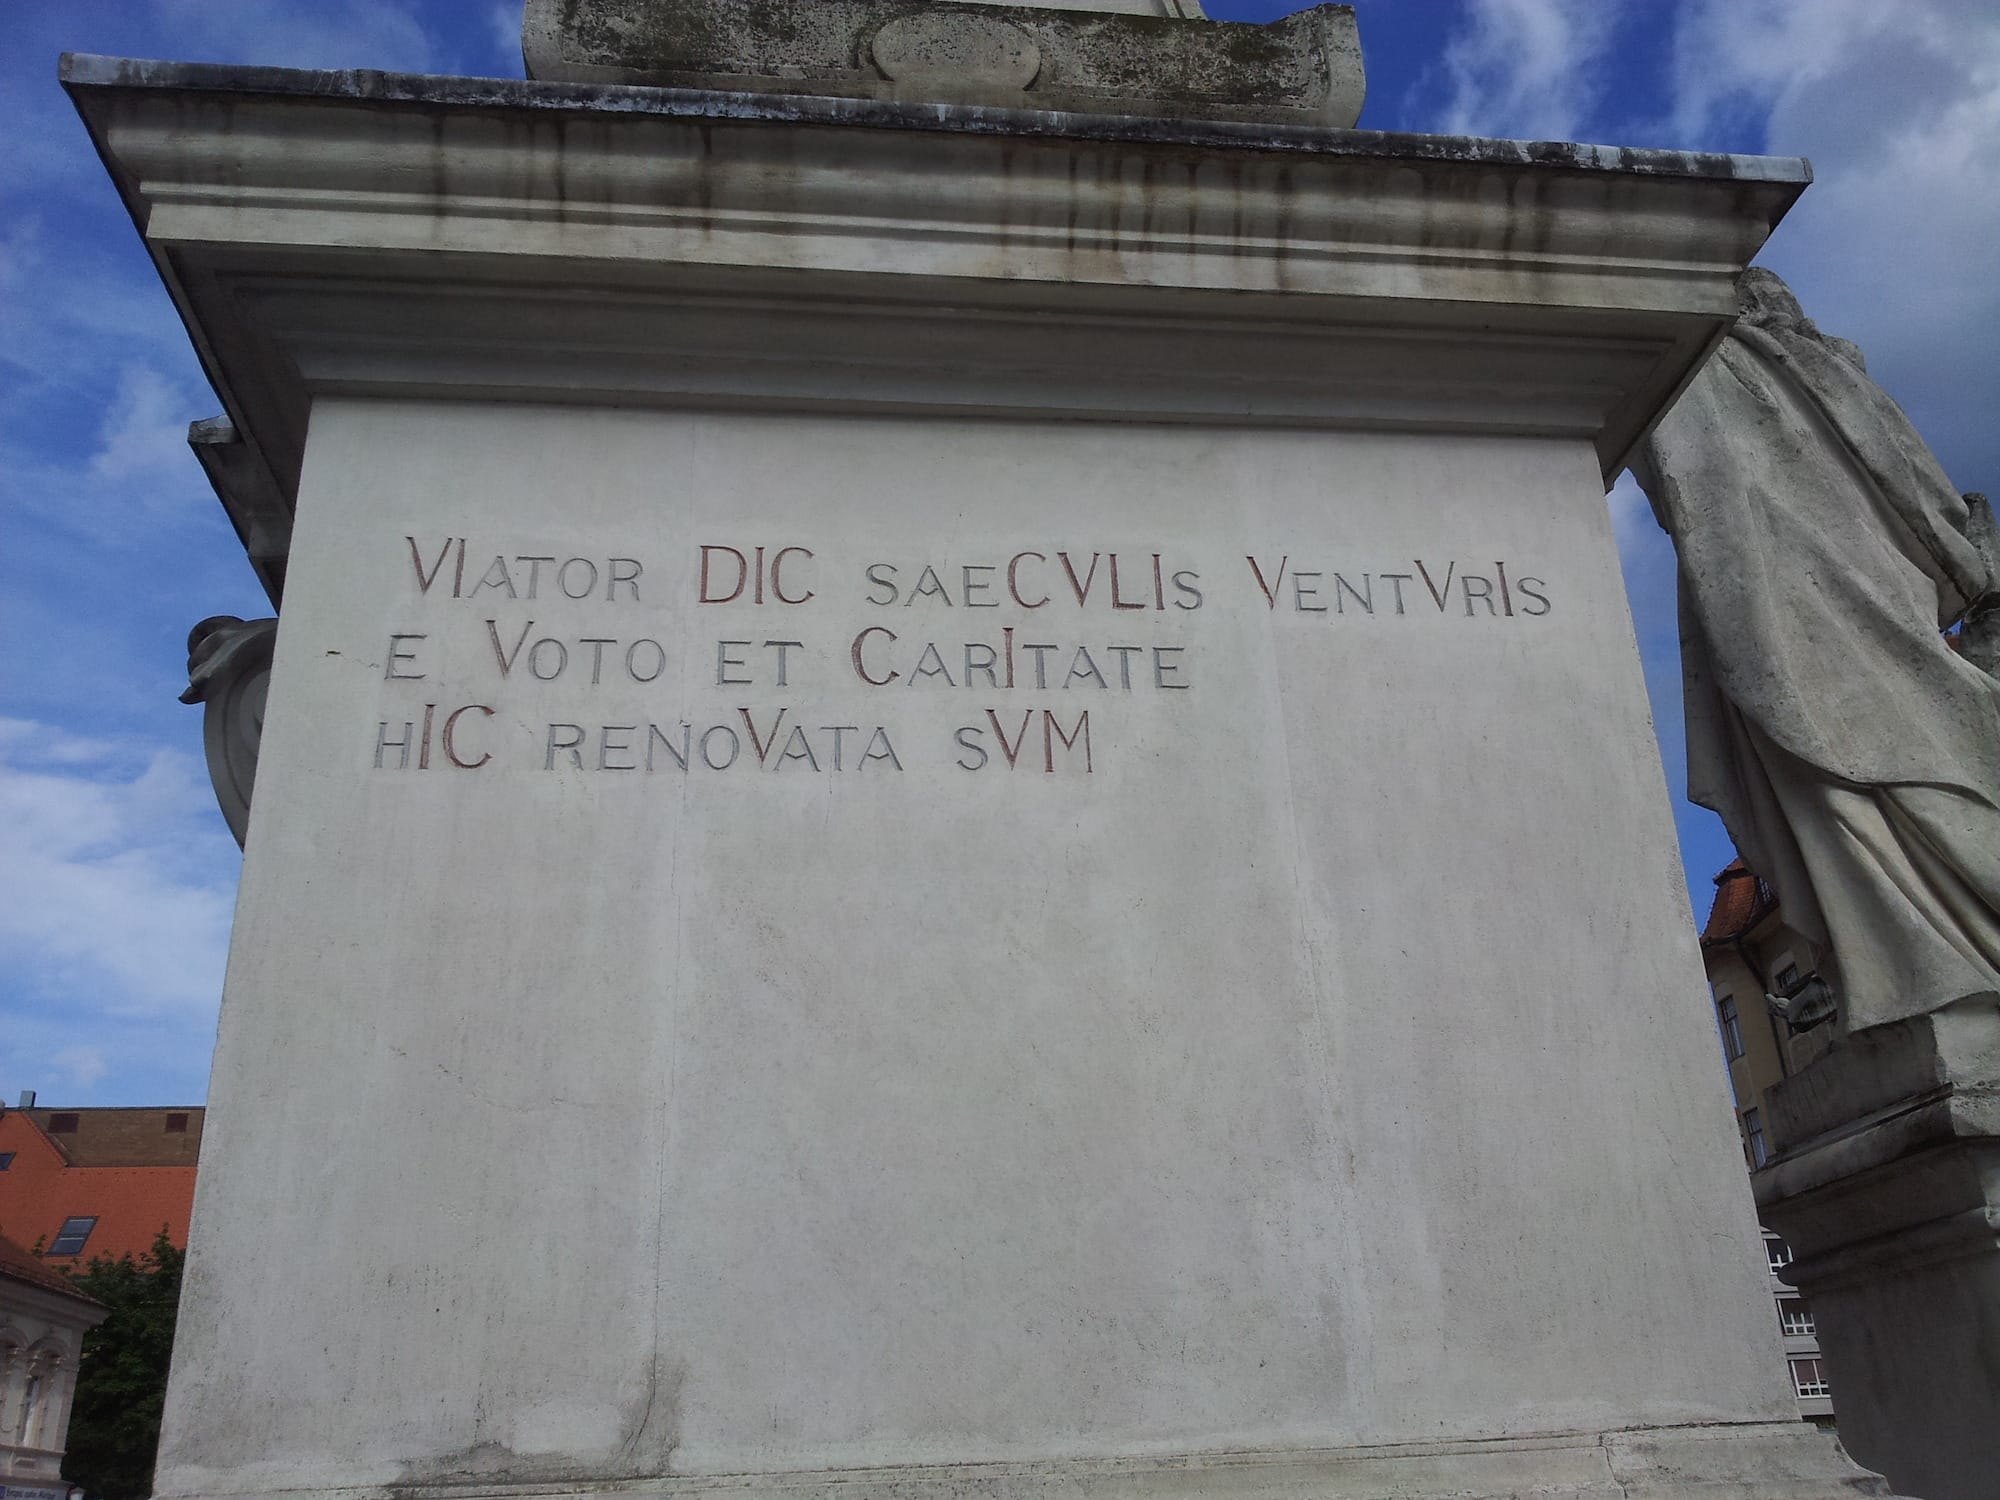 VIATOR DIC SAECVLIS VENTVRIS
E VOTO ET CARITATE
HIC RENOVATA SVM